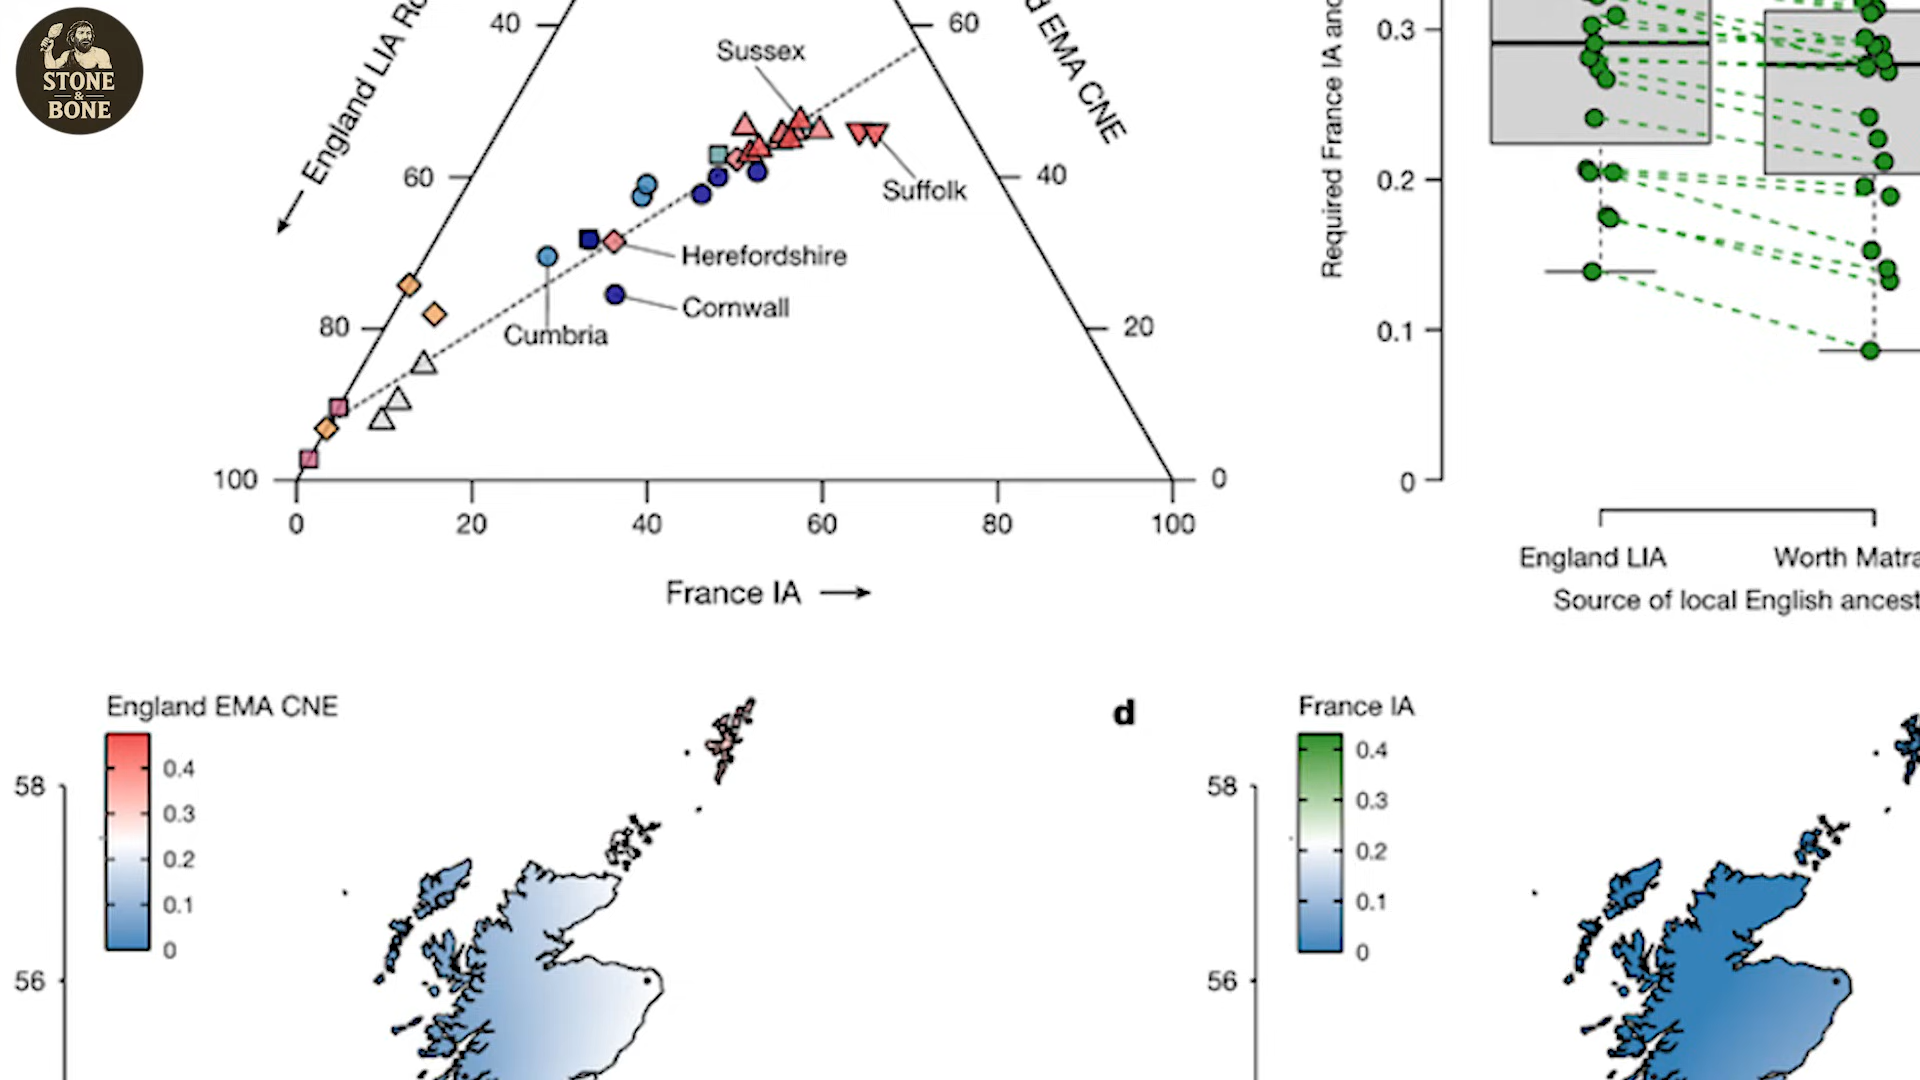 STONE
&
BONE
England LIA
EMA CNE
40
60
80
100
60
40
20
0
Sussex
Suffolk
Herefordshire
Cornwall
Cumbria
0
20
40
60
80
100
France IA
Required France IA and
0.3
0.2
0.1
0
England LIA
Worth
Source of local English
England EMA CNE
0.4
0.3
0.2
0.1
0
58
56
d
France IA
0.4
0.3
0.2
0.1
0
58
56